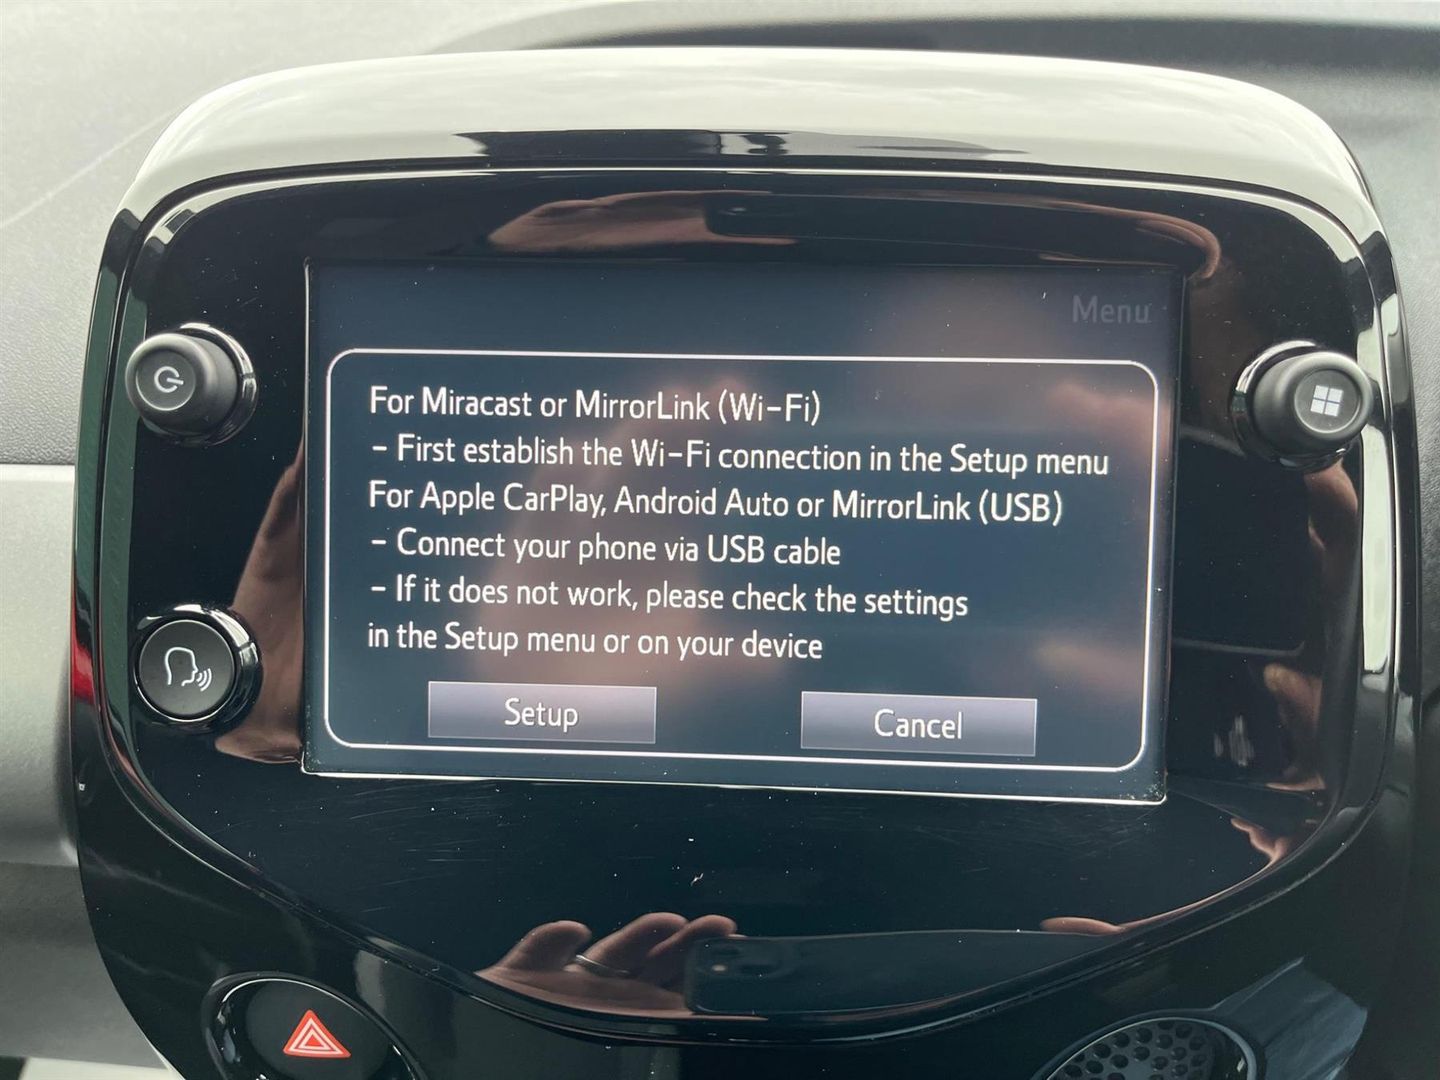 Menu
For Miracast or MirrorLink (Wi-Fi)
- First establish the Wi-Fi connection in the Setup menu
For Apple CarPlay, Android Auto or MirrorLink (USB)
- Connect your phone via USB cable
- If it does not work, please check the settings
in the Setup menu or on your device
Setup
Cancel